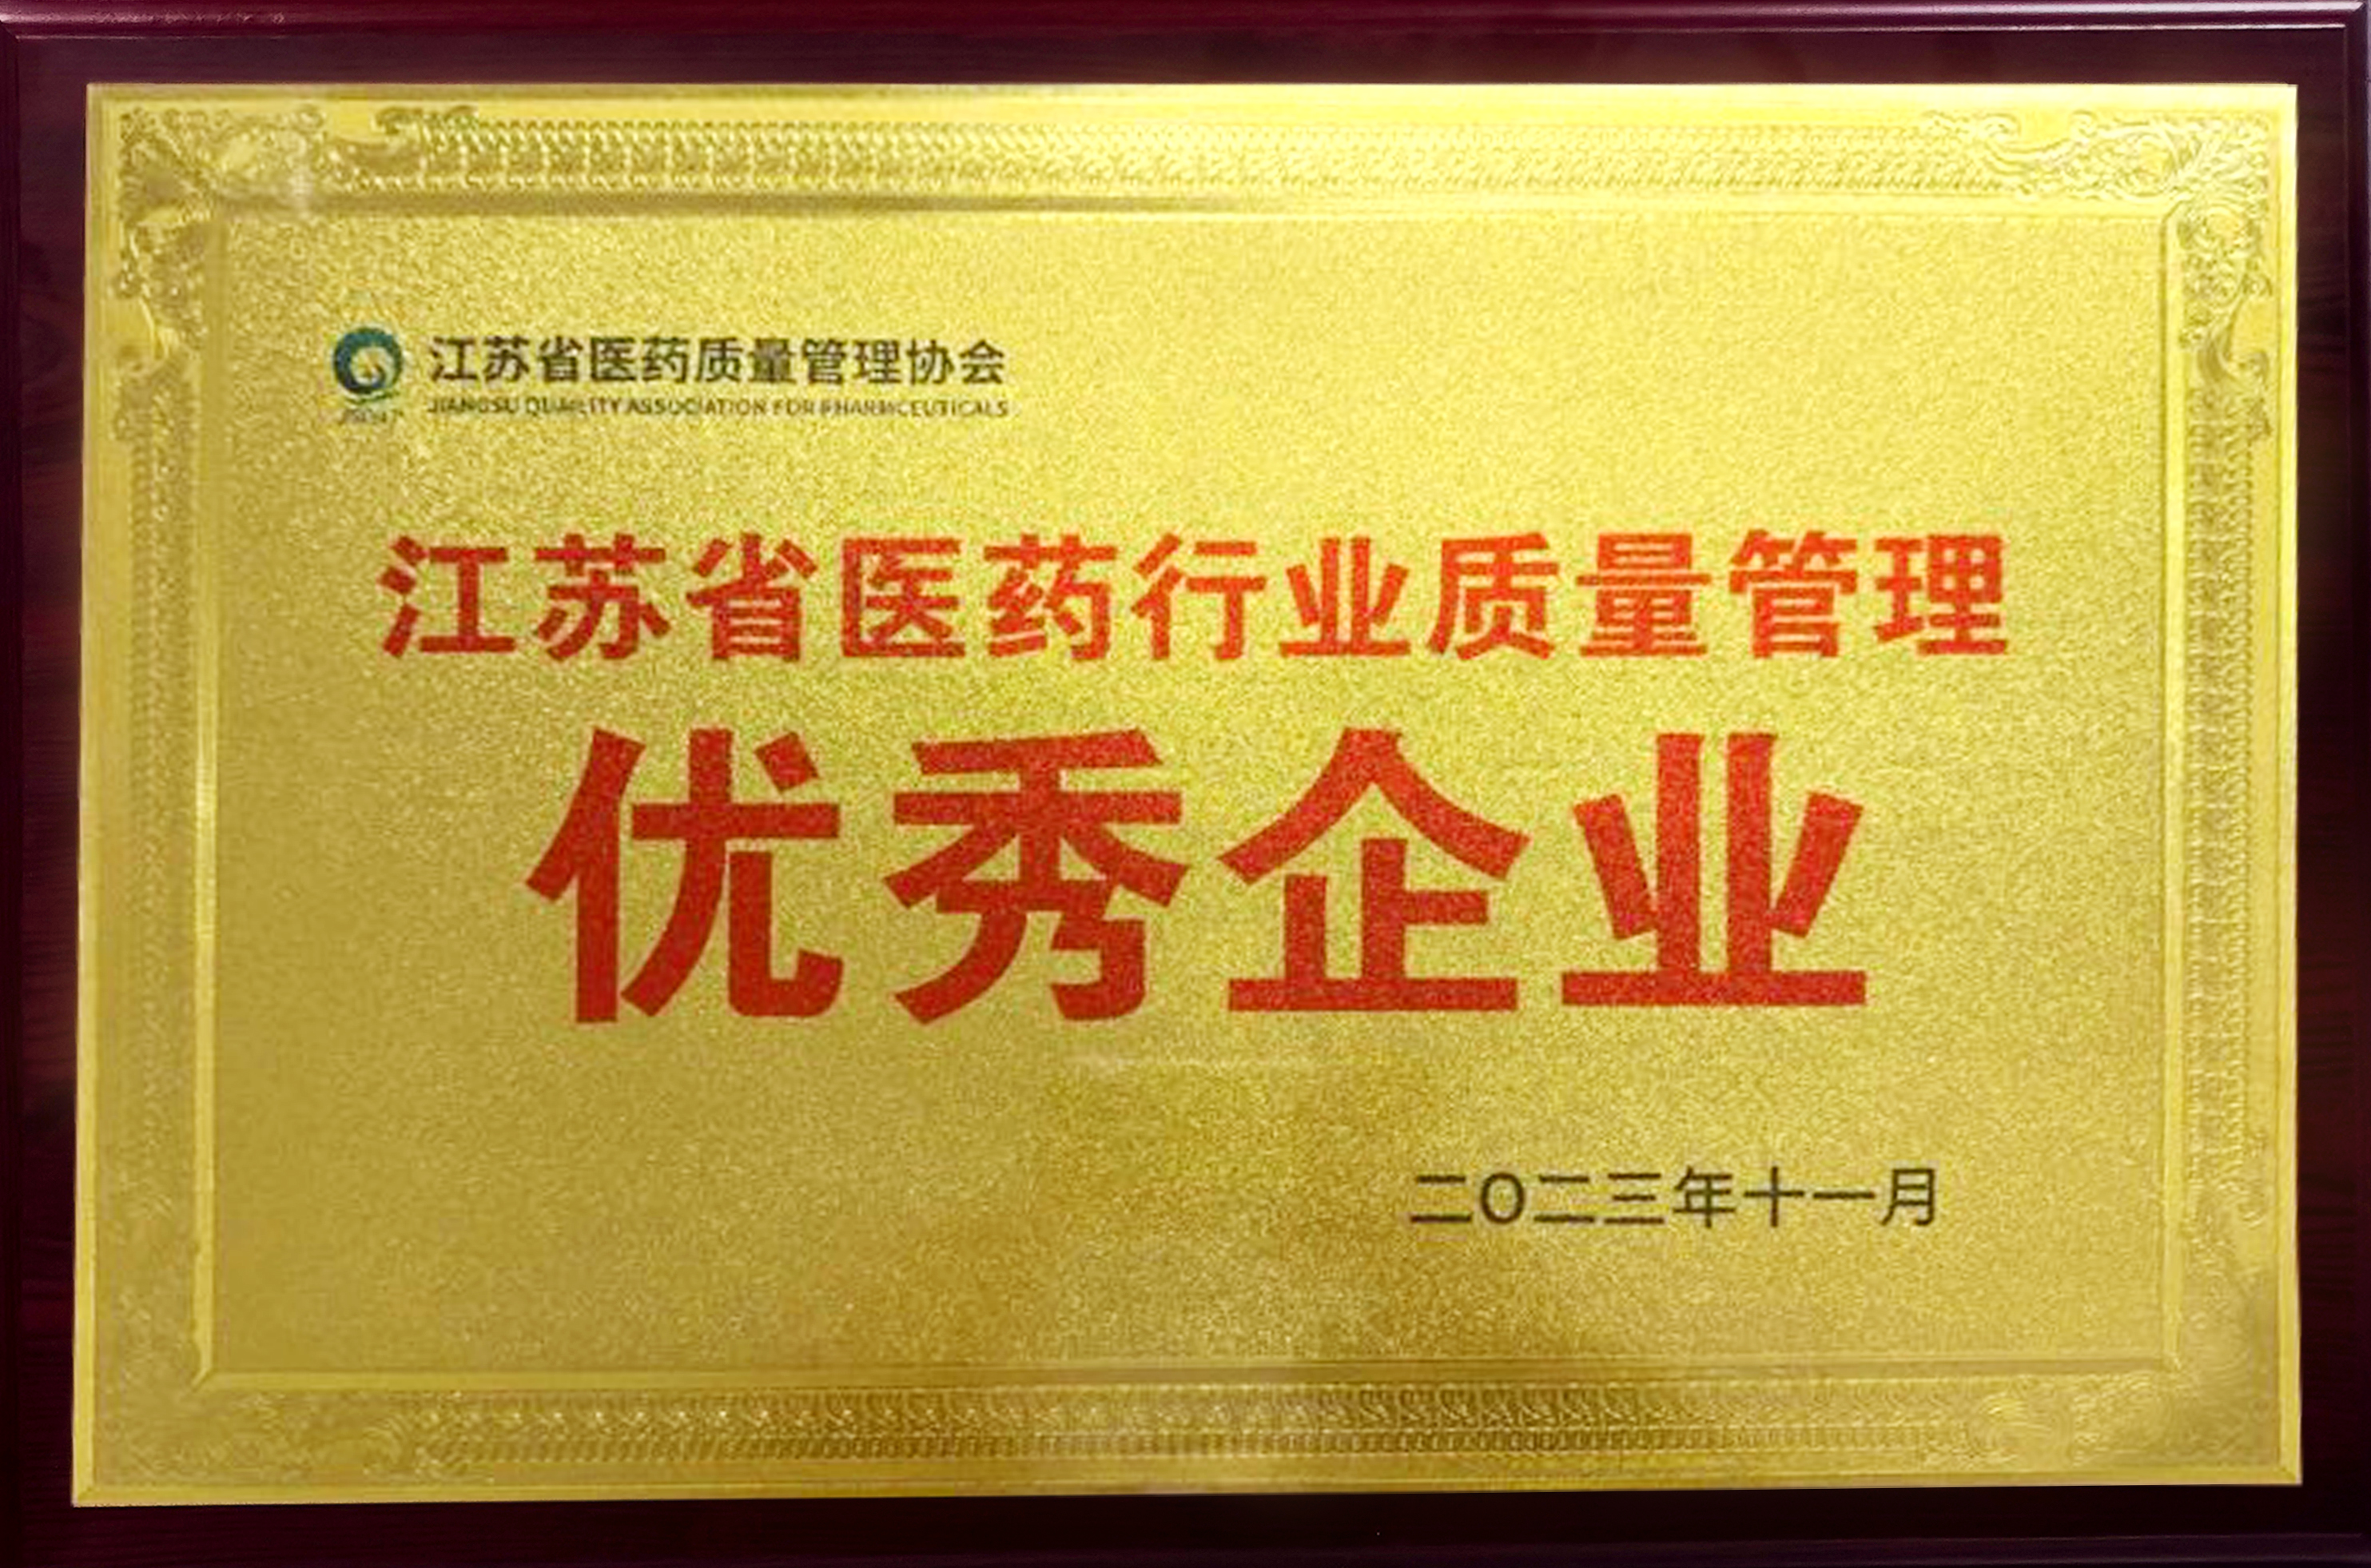 江苏省医药质量管理协会
JIANGSU QUALITY ASSOCIATION FOR PHARMCEUTICALS
江苏省医药行业质量管理
优秀企业
二〇二三年十一月